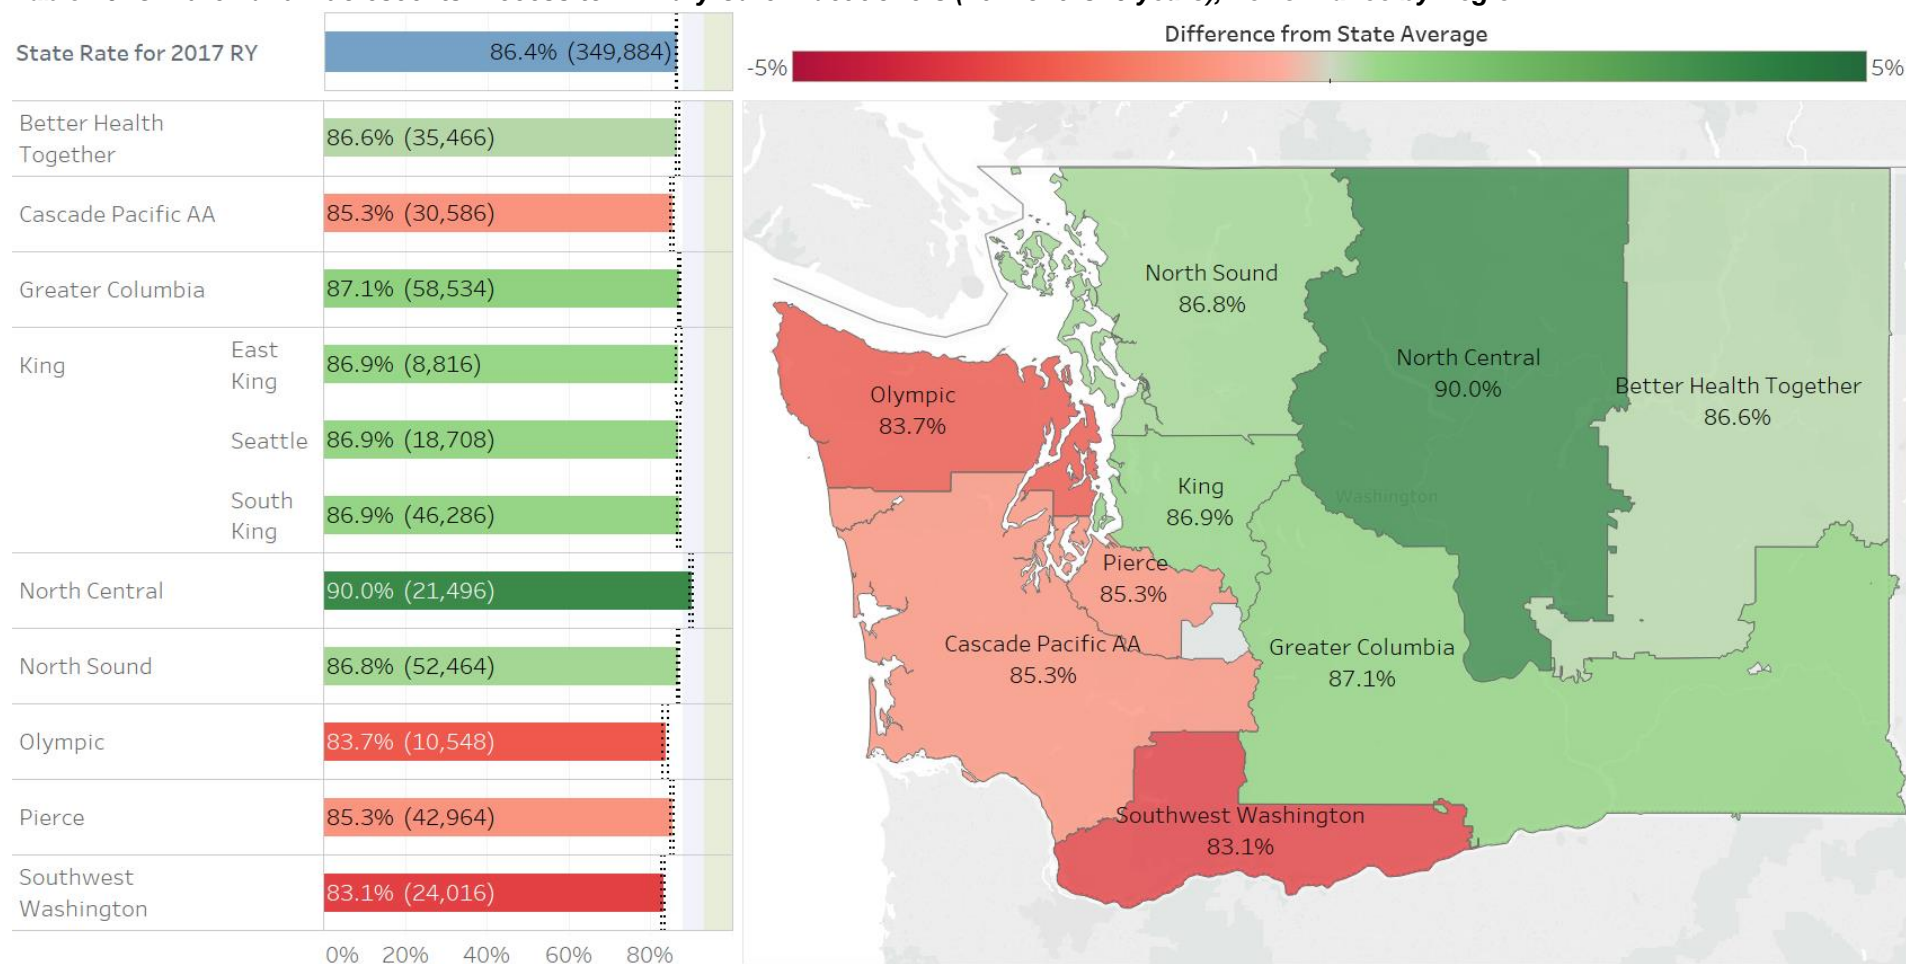 State Rate for 2017 RY
86.4% (349,884)
Difference from State Average
-5%
5%
Better Health
Together
86.6% (35,466)
Cascade Pacific AA
85.3% (30,586)
Greater Columbia
87.1% (58,534)
King
East
King
86.9% (8,816)
Seattle
86.9% (18,708)
South
King
86.9% (46,286)
North Central
90.0% (21,496)
North Sound
86.8% (52,464)
Olympic
83.7% (10,548)
Pierce
85.3% (42,964)
Southwest
Washington
83.1% (24,016)
0% 20% 40% 60% 80%
North Sound
86.8%
North Central
90.0%
Better Health Together
86.6%
Olympic
83.7%
King
86.9%
Washington
Pierce
85.3%
Cascade Pacific AA
85.3%
Greater Columbia
87.1%
Southwest Washington
83.1%